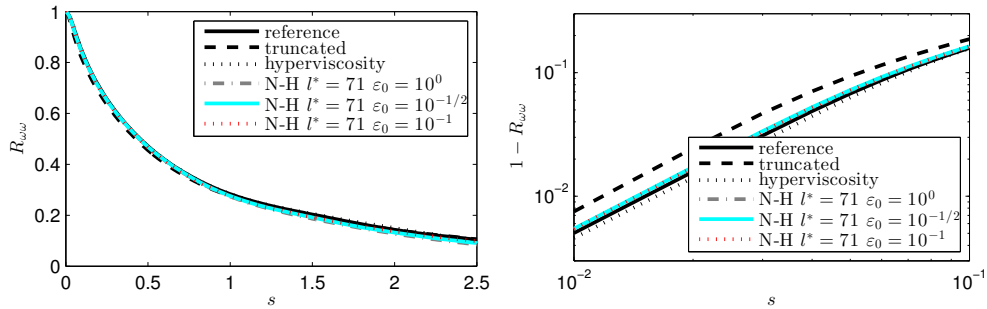 1
0.8
0.6
0.4
0.2
0
R_{ωω}
0
0.5
1
1.5
2
2.5
s
reference
truncated
hyperviscosity
N-H l* = 71 ε₀ = 10⁰
N-H l* = 71 ε₀ = 10^{-1/2}
N-H l* = 71 ε₀ = 10⁻¹
10⁻¹
10⁻²
1 − R_{ωω}
10⁻²
10⁻¹
s
reference
truncated
hyperviscosity
N-H l* = 71 ε₀ = 10⁰
N-H l* = 71 ε₀ = 10^{-1/2}
N-H l* = 71 ε₀ = 10⁻¹